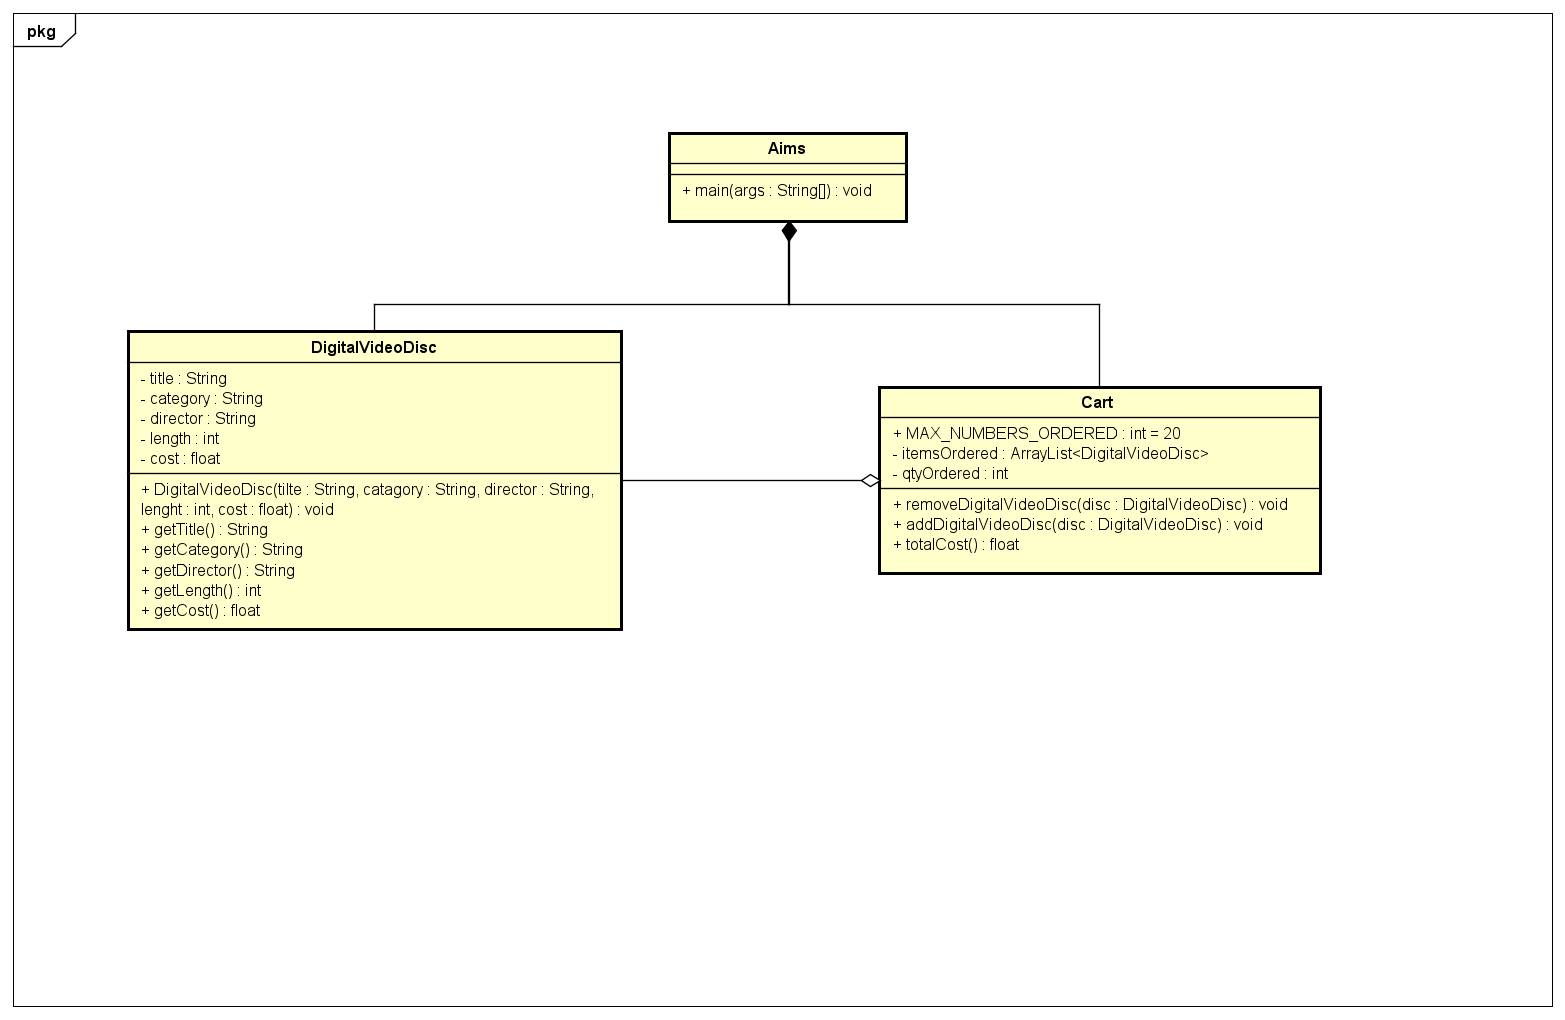 pkg
Aims
+ main(args : String[]) : void
DigitalVideoDisc
- title : String
- category : String
- director : String
- length : int
- cost : float
+ DigitalVideoDisc(tilte : String, catagory : String, director : String,
lenght : int, cost : float) : void
+ getTitle() : String
+ getCategory() : String
+ getDirector() : String
+ getLength() : int
+ getCost() : float
Cart
+ MAX_NUMBERS_ORDERED : int = 20
- itemsOrdered : ArrayList<DigitalVideoDisc>
- qtyOrdered : int
+ removeDigitalVideoDisc(disc : DigitalVideoDisc) : void
+ addDigitalVideoDisc(disc : DigitalVideoDisc) : void
+ totalCost() : float